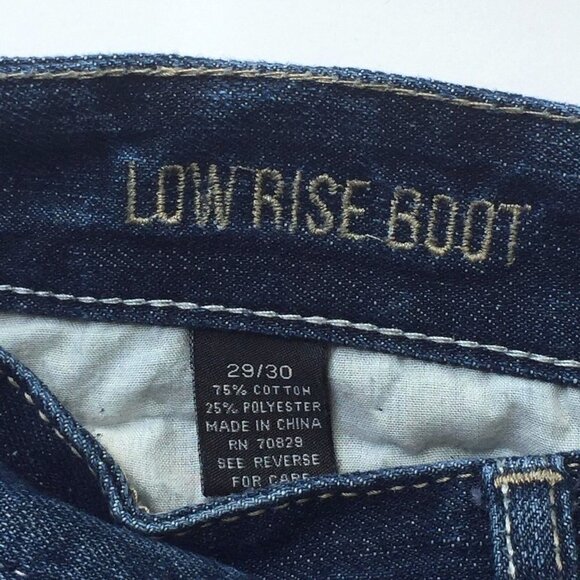 LOW RISE BOOT
29/30
75% COTTON
25% POLYESTER
MADE IN CHINA
RN 70829
SEE REVERSE
FOR CARE